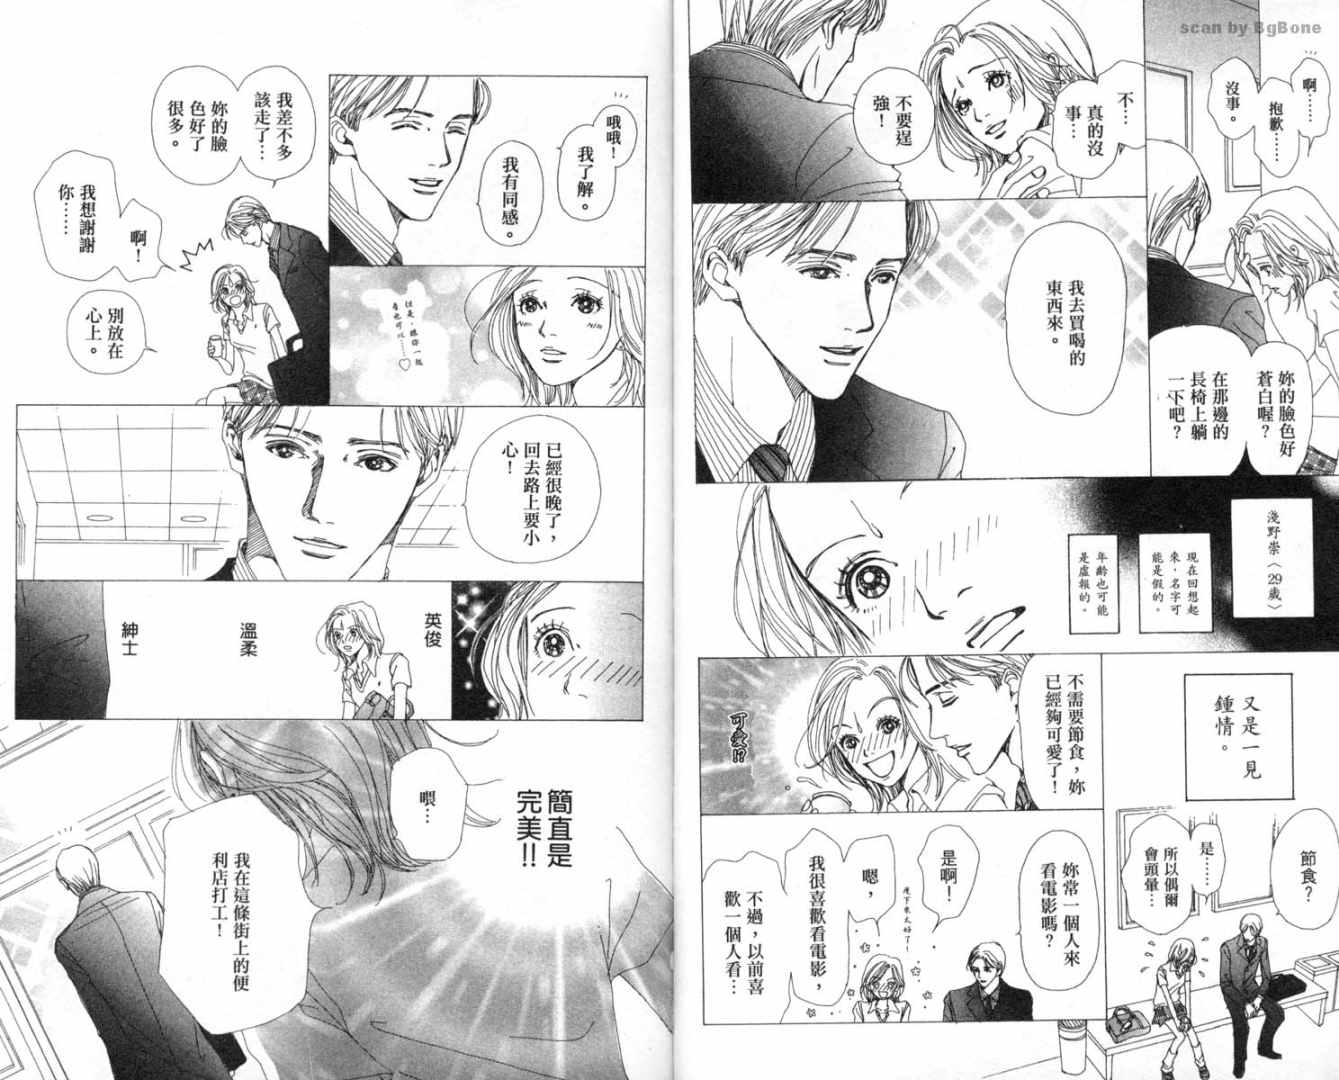 scan by BgBone
啊……
抱歉……
沒事。
妳的臉色好
蒼白喔？
在那邊的
長椅上躺
一下吧？
不…
真的沒
事…
不要逞
強！
我去買喝的
東西來。
淺野崇〈29歲〉
現在回想起
來，名字可
能是假的。
年齡也可能
是虛報的。
又是一見
鍾情。
節食？
是……
所以偶爾
會頭暈…
不需要節食，妳
已經夠可愛了！
可愛!?
妳常一個人來
看電影嗎？
是啊！
嗯，
我很喜歡看電影，
不過，以前喜
歡一個人看…
哦哦！
我了解。
我有同感。
但是，跟你一起
看也可以……♡
我差不多
該走了…
妳的臉
色好了
很多。
啊！
我想謝謝
你……
別放在
心上。
已經很晚了，
回去路上要小
心！
英俊
溫柔
紳士
簡直是
完美!!
喂…
我在這條街上的便
利店打工！